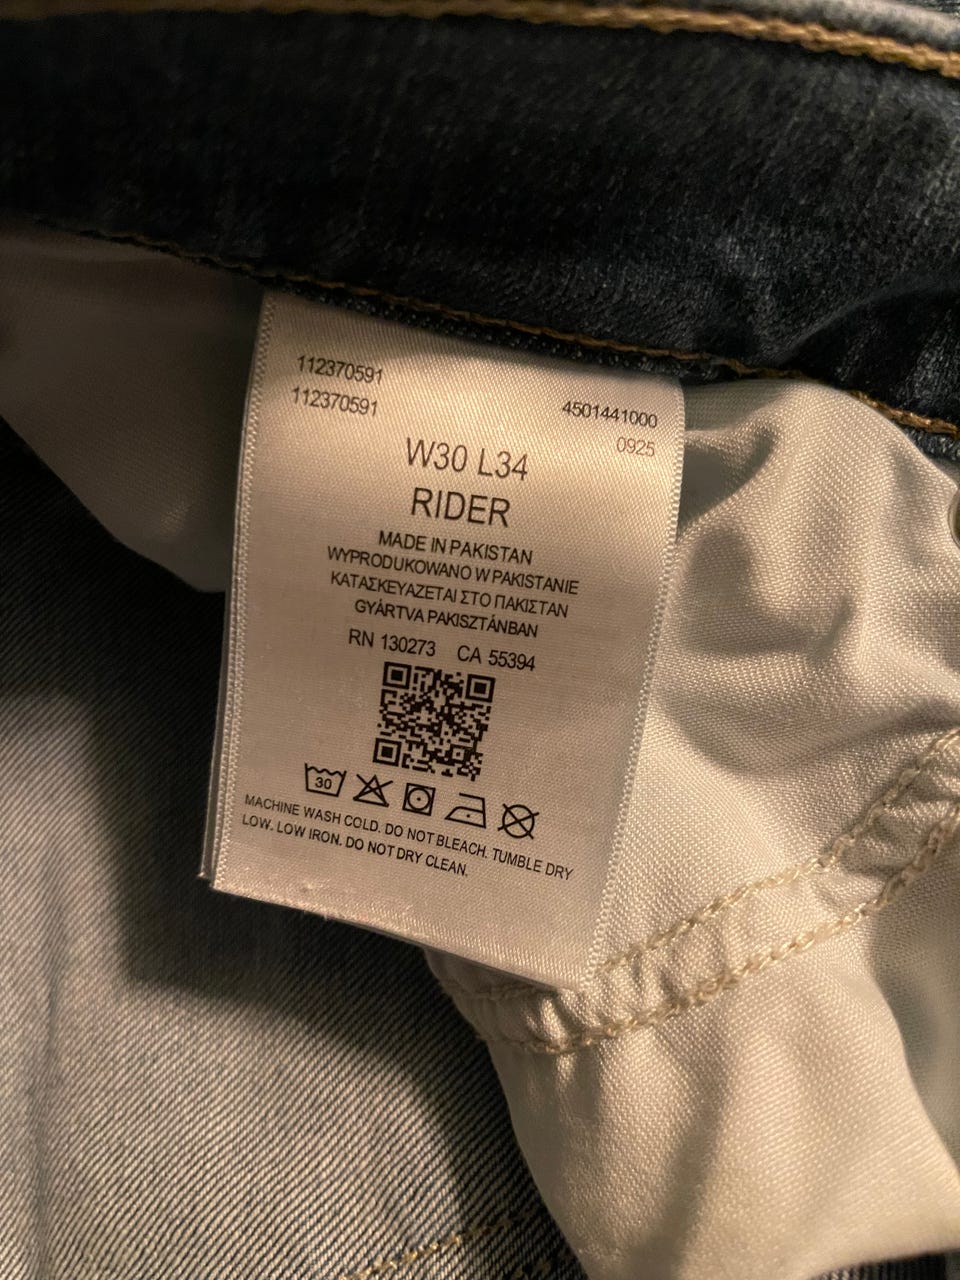 112370591
112370591
4501441000
0925
W30 L34
RIDER
MADE IN PAKISTAN
WYPRODUKOWANO W PAKISTANIE
ΚΑΤΑΣΚΕΥΑΖΕΤΑΙ ΣΤΟ ΠΑΚΙΣΤΑΝ
GYÁRTVA PAKISZTÁNBAN
RN 130273 CA 55394
30
MACHINE WASH COLD. DO NOT BLEACH. TUMBLE DRY
LOW. LOW IRON. DO NOT DRY CLEAN.